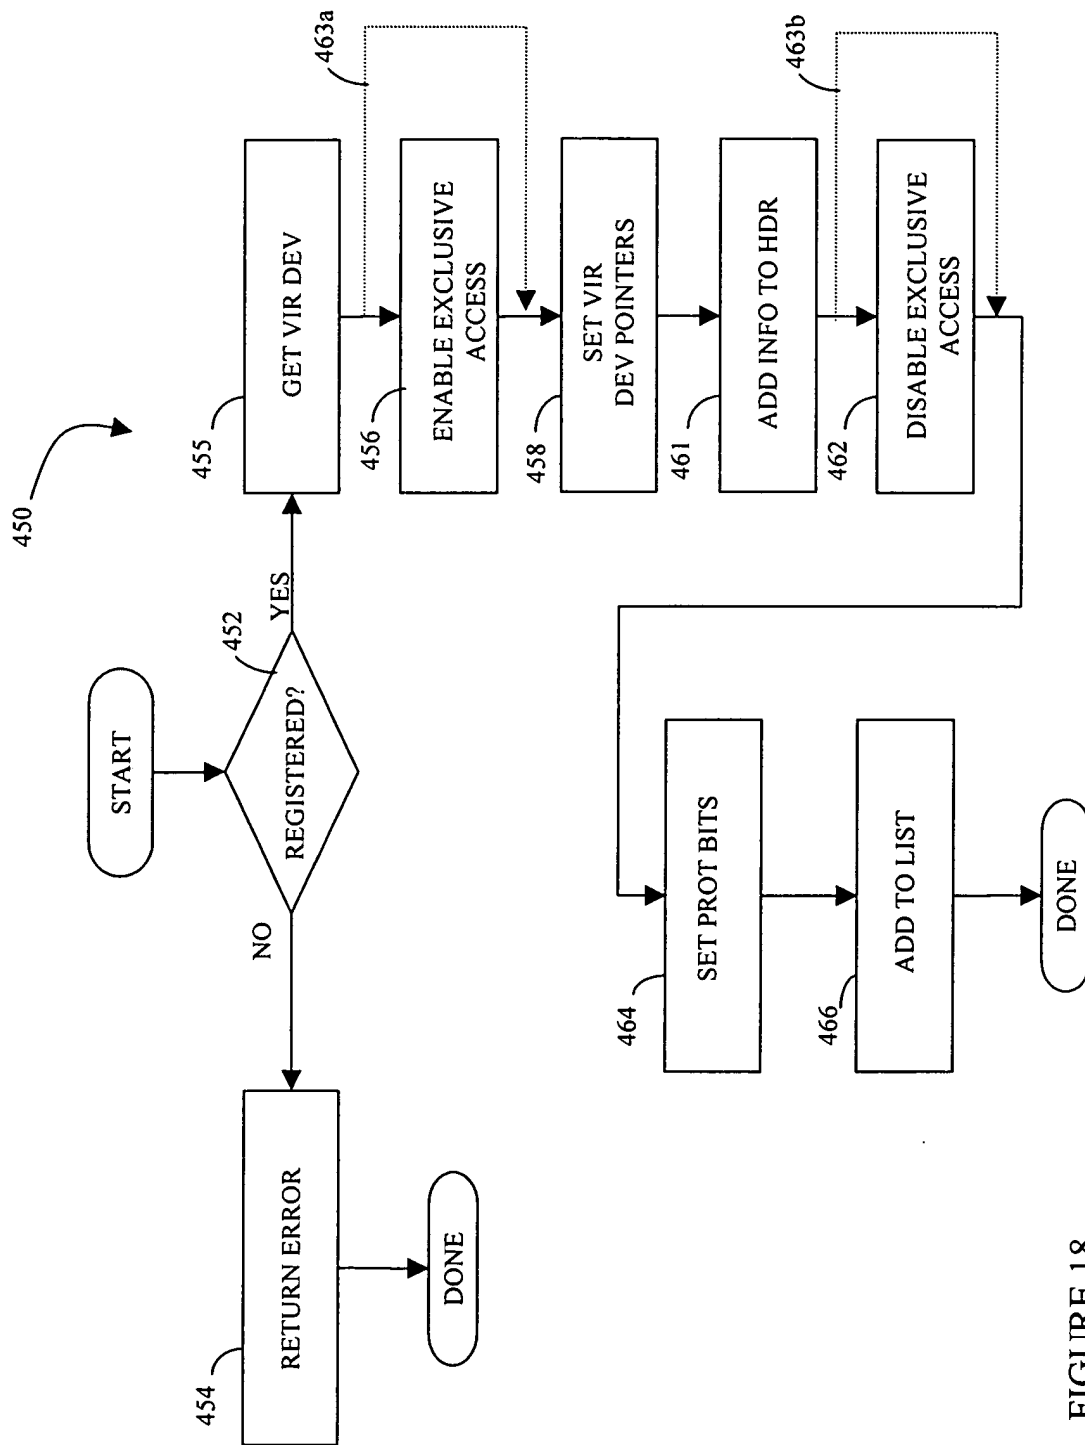 450
START
452
REGISTERED?
NO
YES
454
RETURN ERROR
DONE
455
GET VIR DEV
463a
456
ENABLE EXCLUSIVE
ACCESS
458
SET VIR
DEV POINTERS
461
ADD INFO TO HDR
463b
462
DISABLE EXCLUSIVE
ACCESS
464
SET PROT BITS
466
ADD TO LIST
DONE
FIGURE 18